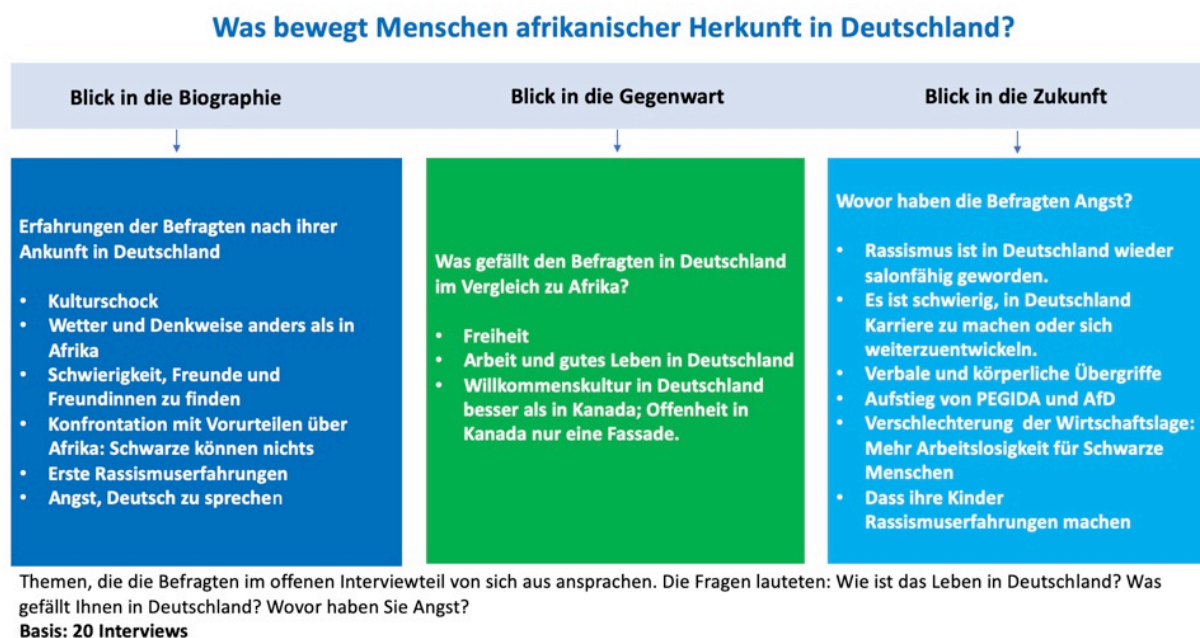 Was bewegt Menschen afrikanischer Herkunft in Deutschland?
Blick in die Biographie
Blick in die Gegenwart
Blick in die Zukunft
Erfahrungen der Befragten nach ihrer
Ankunft in Deutschland
• Kulturschock
• Wetter und Denkweise anders als in
Afrika
• Schwierigkeit, Freunde und
Freundinnen zu finden
• Konfrontation mit Vorurteilen über
Afrika: Schwarze können nichts
• Erste Rassismuserfahrungen
• Angst, Deutsch zu sprechen
Was gefällt den Befragten in Deutschland
im Vergleich zu Afrika?
• Freiheit
• Arbeit und gutes Leben in Deutschland
• Willkommenskultur in Deutschland
besser als in Kanada; Offenheit in
Kanada nur eine Fassade.
Wovor haben die Befragten Angst?
• Rassismus ist in Deutschland wieder
salonfähig geworden.
• Es ist schwierig, in Deutschland
Karriere zu machen oder sich
weiterzuentwickeln.
• Verbale und körperliche Übergriffe
• Aufstieg von PEGIDA und AfD
• Verschlechterung der Wirtschaftslage:
Mehr Arbeitslosigkeit für Schwarze
Menschen
• Dass ihre Kinder
Rassismuserfahrungen machen
Themen, die die Befragten im offenen Interviewteil von sich aus ansprachen. Die Fragen lauteten: Wie ist das Leben in Deutschland? Was
gefällt Ihnen in Deutschland? Wovor haben Sie Angst?
Basis: 20 Interviews